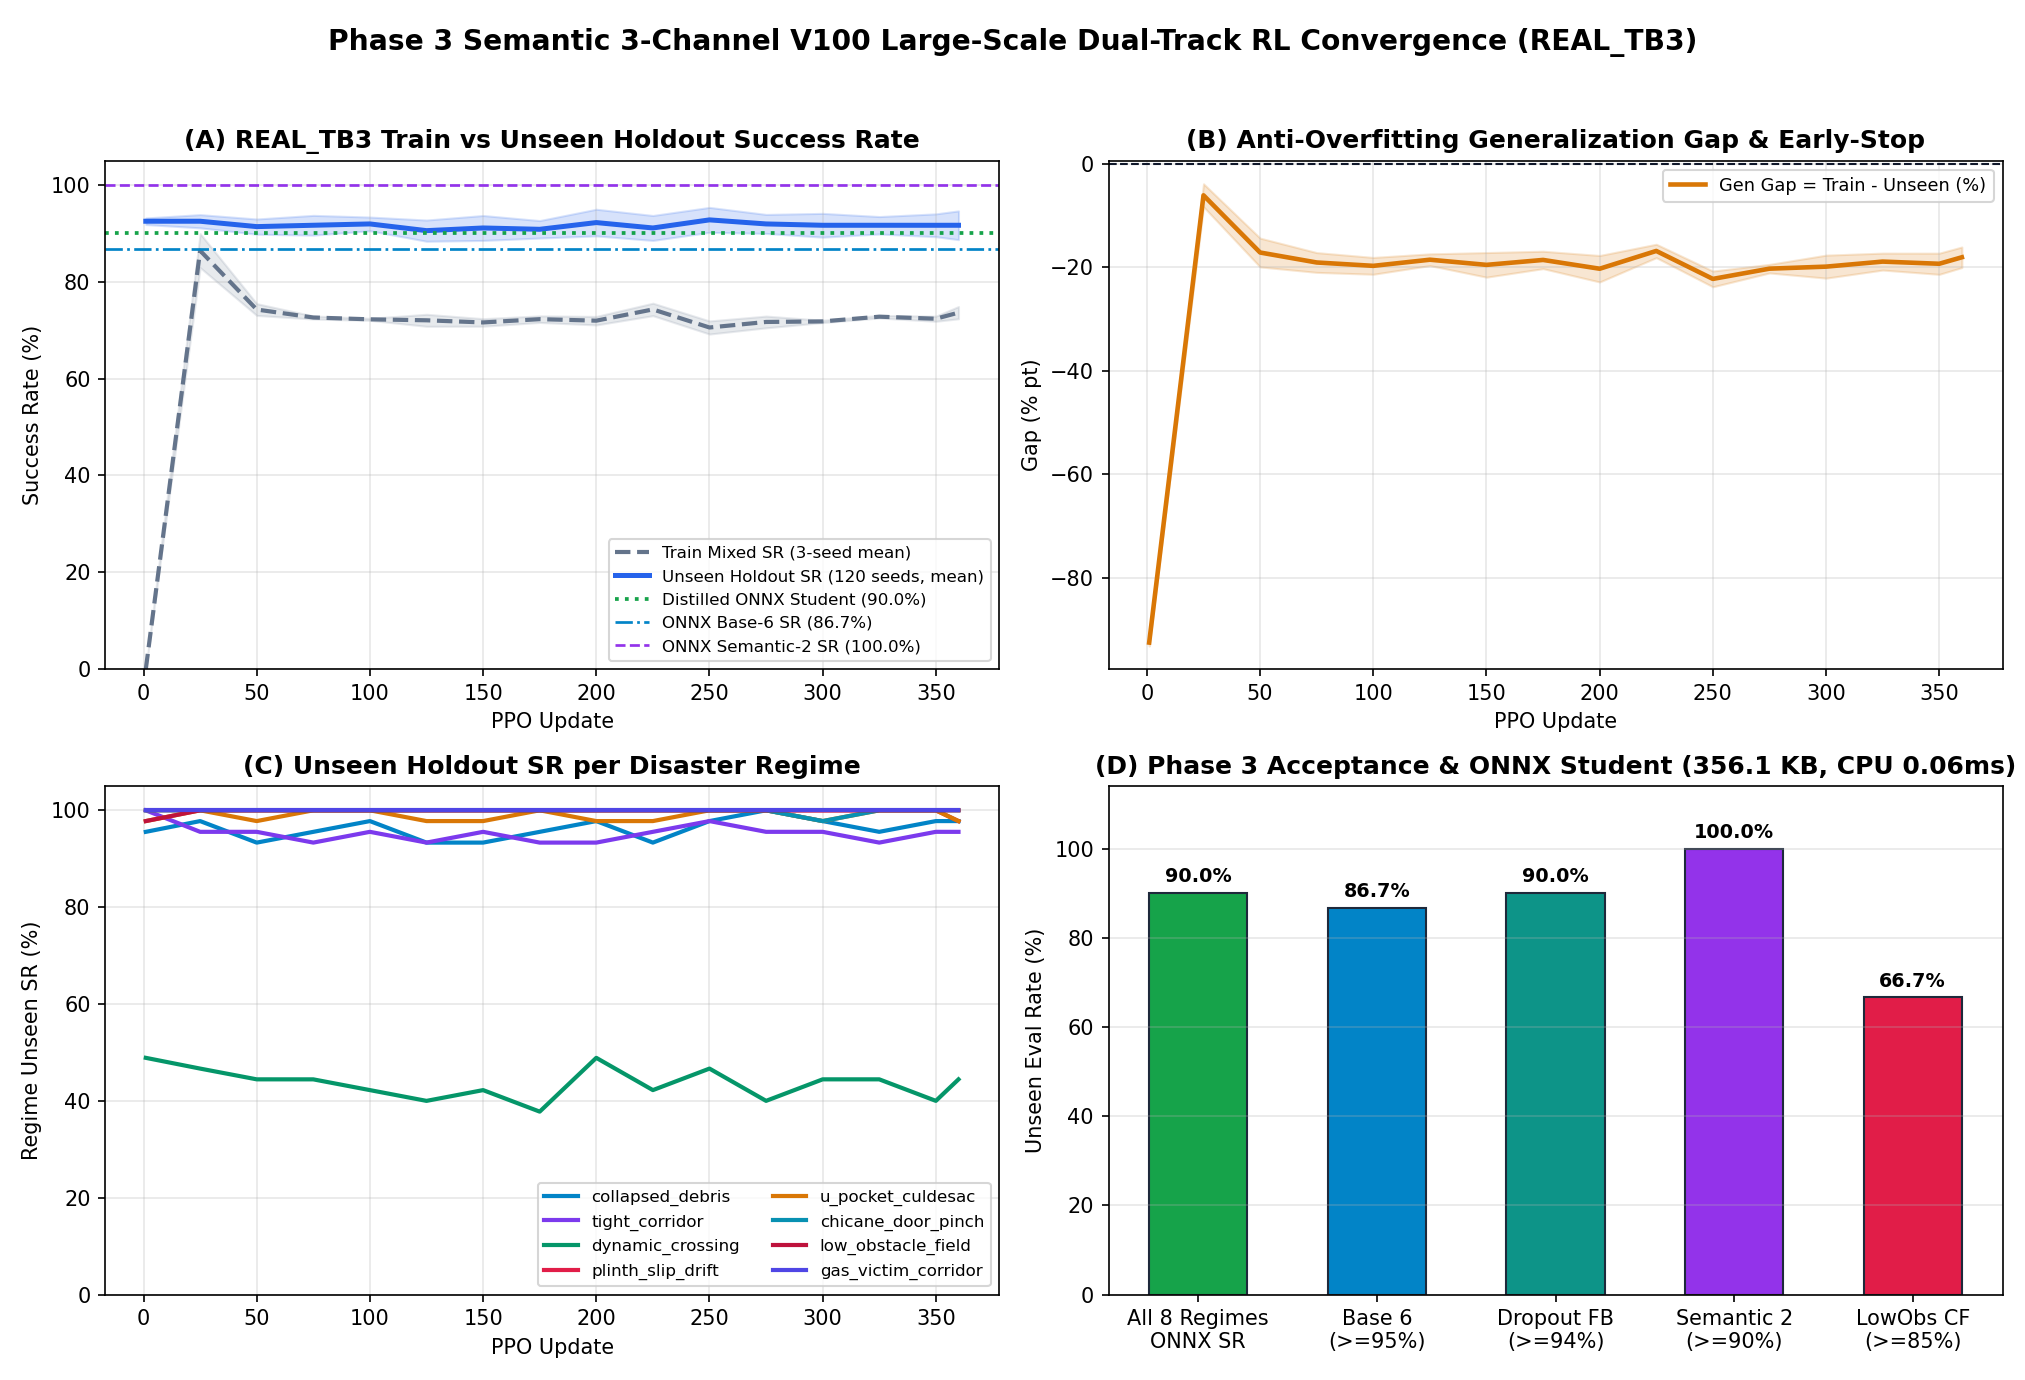 Phase 3 Semantic 3-Channel V100 Large-Scale Dual-Track RL Convergence (REAL_TB3)
(A) REAL_TB3 Train vs Unseen Holdout Success Rate
Success Rate (%)
100
80
60
40
20
0
Train Mixed SR (3-seed mean)
Unseen Holdout SR (120 seeds, mean)
Distilled ONNX Student (90.0%)
ONNX Base-6 SR (86.7%)
ONNX Semantic-2 SR (100.0%)
0 50 100 150 200 250 300 350
PPO Update
(B) Anti-Overfitting Generalization Gap & Early-Stop
Gap (% pt)
0
−20
−40
−60
−80
Gen Gap = Train - Unseen (%)
0 50 100 150 200 250 300 350
PPO Update
(C) Unseen Holdout SR per Disaster Regime
Regime Unseen SR (%)
100
80
60
40
20
0
collapsed_debris
tight_corridor
dynamic_crossing
plinth_slip_drift
u_pocket_culdesac
chicane_door_pinch
low_obstacle_field
gas_victim_corridor
0 50 100 150 200 250 300 350
PPO Update
(D) Phase 3 Acceptance & ONNX Student (356.1 KB, CPU 0.06ms)
Unseen Eval Rate (%)
100
80
60
40
20
0
90.0%
86.7%
90.0%
100.0%
66.7%
All 8 Regimes
ONNX SR
Base 6
(>=95%)
Dropout FB
(>=94%)
Semantic 2
(>=90%)
LowObs CF
(>=85%)